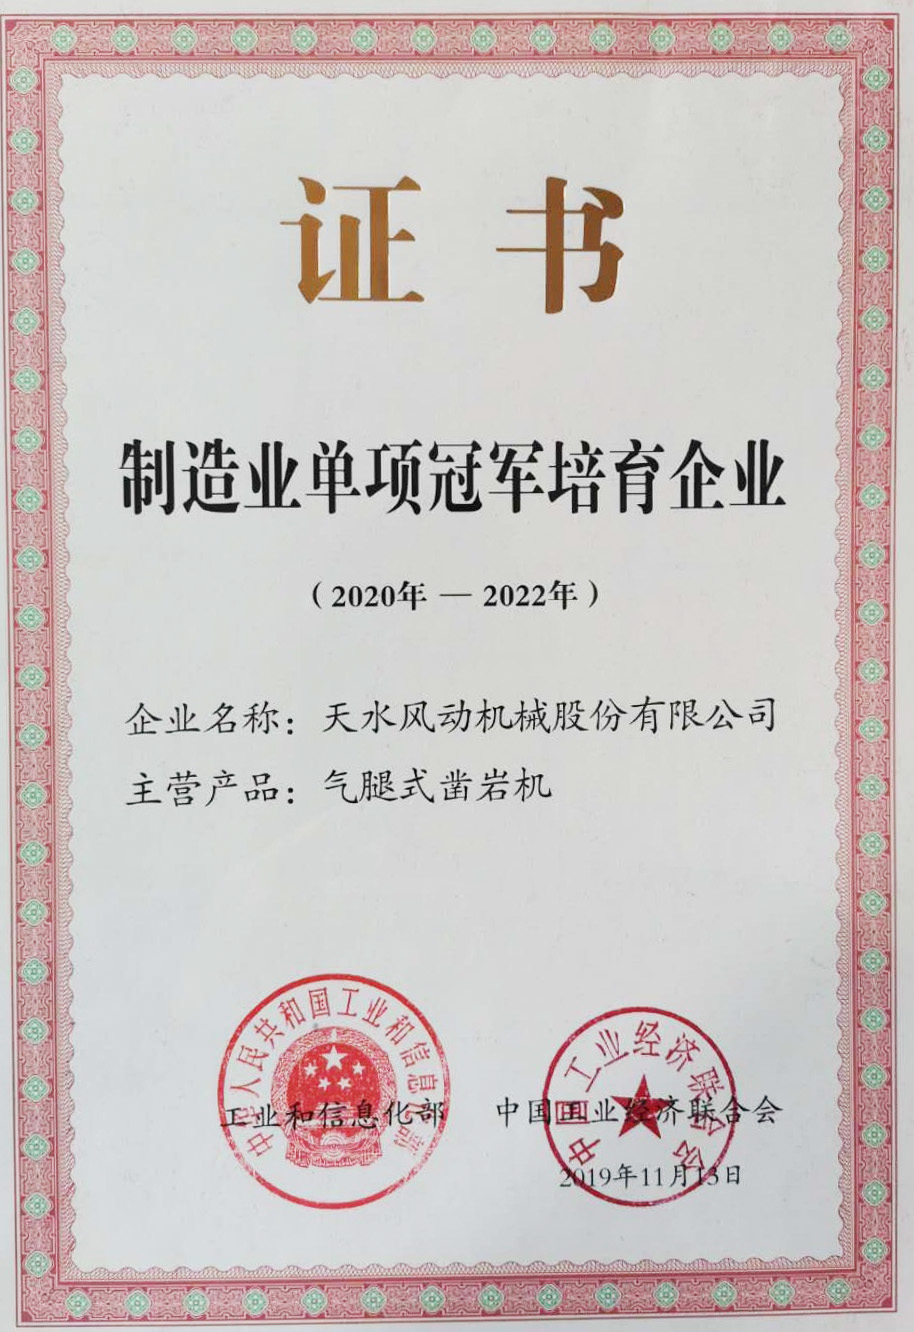 证书
制造业单项冠军培育企业
（2020年 — 2022年）
企业名称：天水风动机械股份有限公司
主营产品：气腿式凿岩机
中华人民共和国工业和信息化部
工业和信息化部
中国工业经济联合会
中国工业经济联合会
2019年11月13日